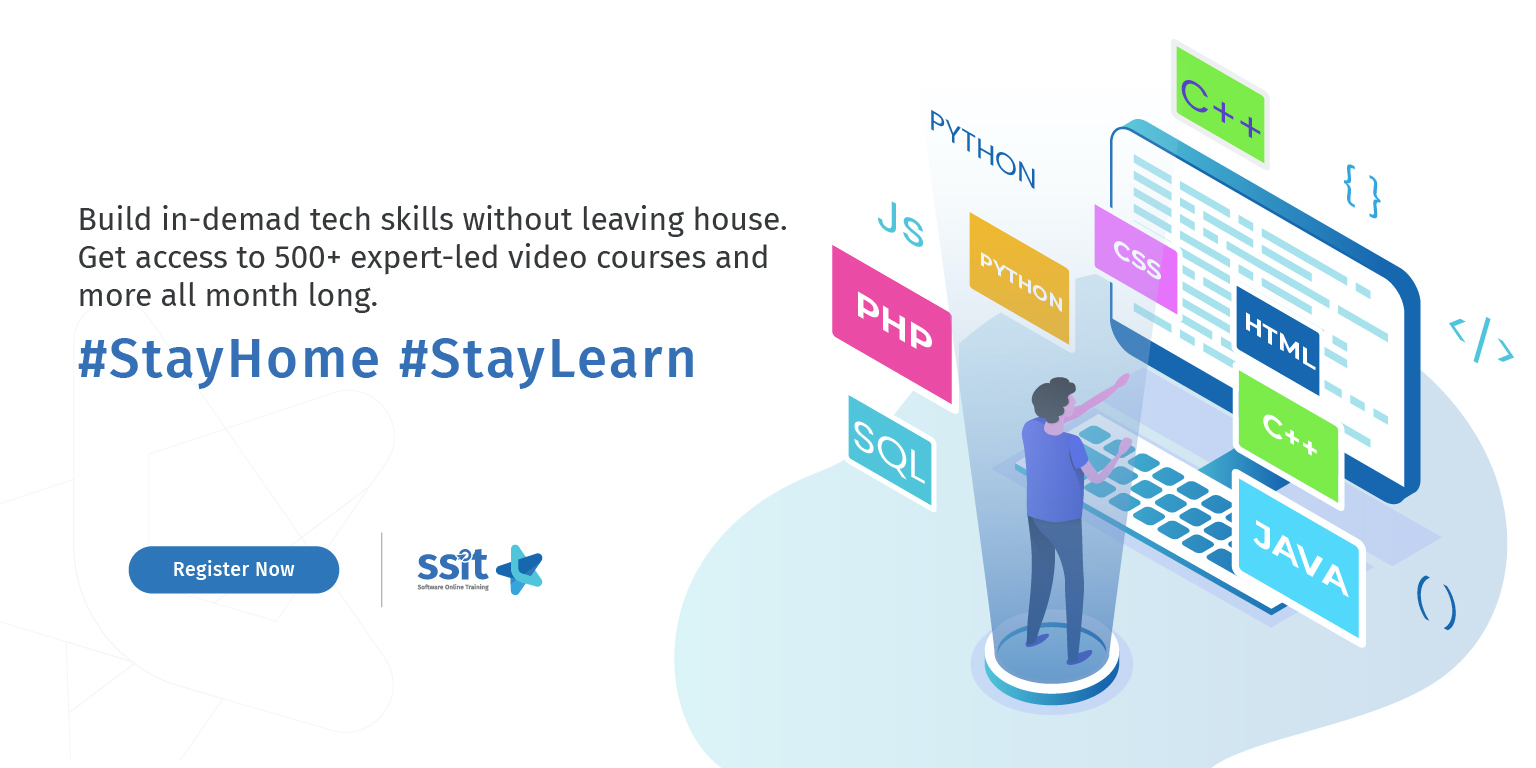 Build in-demad tech skills without leaving house.
Get access to 500+ expert-led video courses and
more all month long.
#StayHome #StayLearn
Register Now
ssit
Software Online Training
C++
PYTHON
{ }
JS
PYTHON
CSS
PHP
HTML
</>
SQL
C++
JAVA
( )